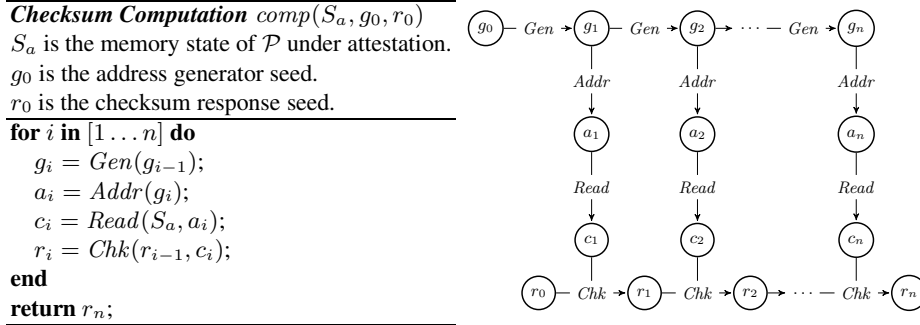 Checksum Computation comp(Sₐ, g₀, r₀)
Sₐ is the memory state of 𝒫 under attestation.
g₀ is the address generator seed.
r₀ is the checksum response seed.
for i in [1 … n] do
gᵢ = Gen(gᵢ₋₁);
aᵢ = Addr(gᵢ);
cᵢ = Read(Sₐ, aᵢ);
rᵢ = Chk(rᵢ₋₁, cᵢ);
end
return rₙ;
g₀ Gen g₁ Gen g₂ ⋯ Gen gₙ
Addr Addr Addr
a₁ a₂ aₙ
Read Read Read
c₁ c₂ cₙ
r₀ Chk r₁ Chk r₂ ⋯ Chk rₙ